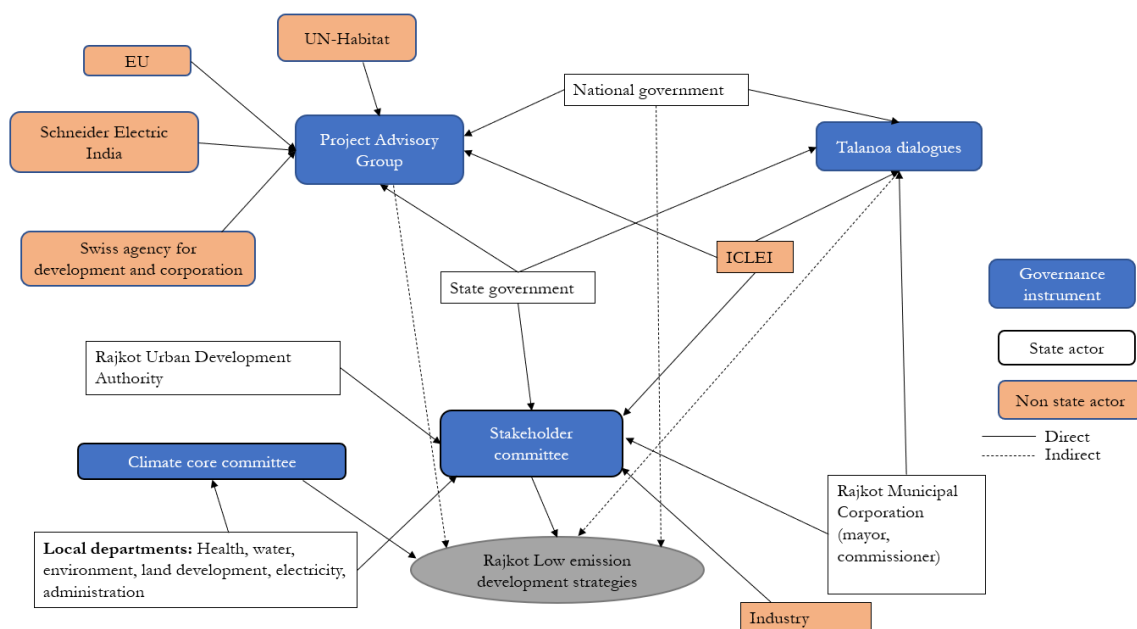 UN-Habitat
EU
National government
Schneider Electric
India
Project Advisory
Group
Talanoa dialogues
Swiss agency for
development and corporation
ICLEI
State government
Governance
instrument
State actor
Rajkot Urban Development
Authority
Non state actor
Stakeholder
committee
Direct
Indirect
Climate core committee
Rajkot Municipal
Corporation
(mayor,
commissioner)
Local departments: Health, water,
environment, land development, electricity,
administration
Rajkot Low emission
development strategies
Industry